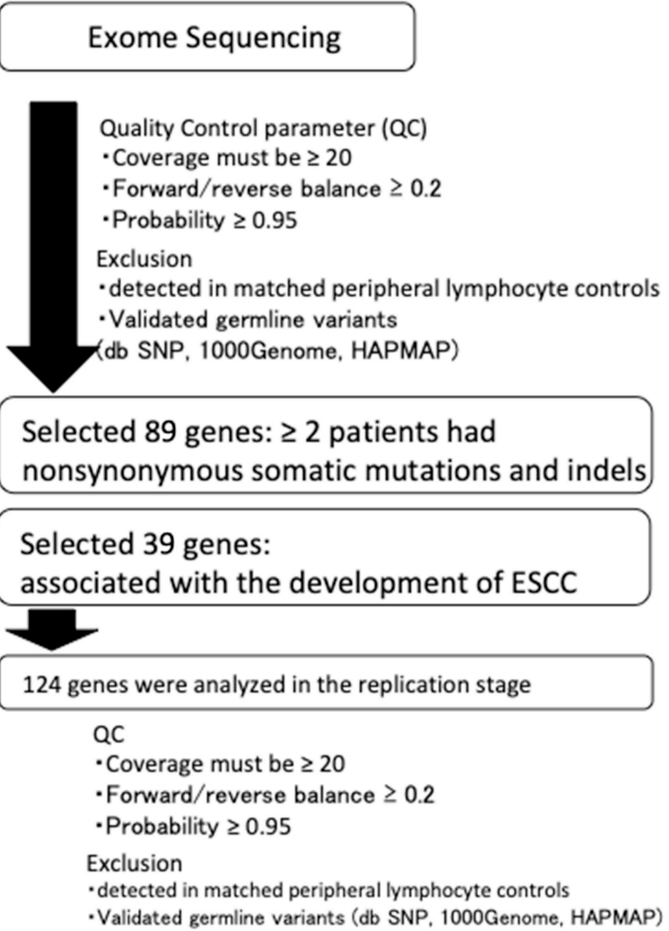 Exome Sequencing
Quality Control parameter (QC)
・Coverage must be ≥ 20
・Forward/reverse balance ≥ 0.2
・Probability ≥ 0.95
Exclusion
・detected in matched peripheral lymphocyte controls
・Validated germline variants
(db SNP, 1000Genome, HAPMAP)
Selected 89 genes: ≥ 2 patients had
nonsynonymous somatic mutations and indels
Selected 39 genes:
associated with the development of ESCC
124 genes were analyzed in the replication stage
QC
・Coverage must be ≥ 20
・Forward/reverse balance ≥ 0.2
・Probability ≥ 0.95
Exclusion
・detected in matched peripheral lymphocyte controls
・Validated germline variants (db SNP, 1000Genome, HAPMAP)